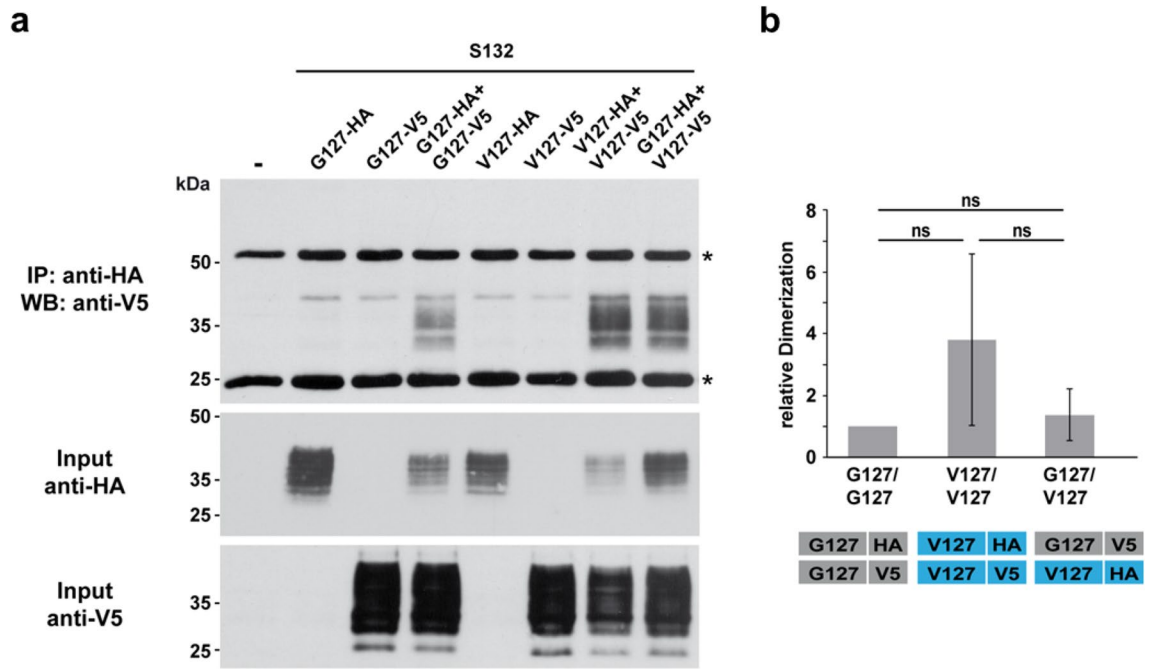 a
S132
-
G127-HA
G127-V5
G127-HA+
G127-V5
V127-HA
V127-V5
V127-HA+
V127-V5
G127-HA+
V127-V5
kDa
IP: anti-HA
WB: anti-V5
50-
*
35-
25-
*
Input
anti-HA
50-
35-
25-
Input
anti-V5
35-
25-
b
relative Dimerization
8
6
4
2
0
ns
ns
ns
G127/
G127
V127/
V127
G127/
V127
G127 HA V127 HA G127 V5
G127 V5 V127 V5 V127 HA